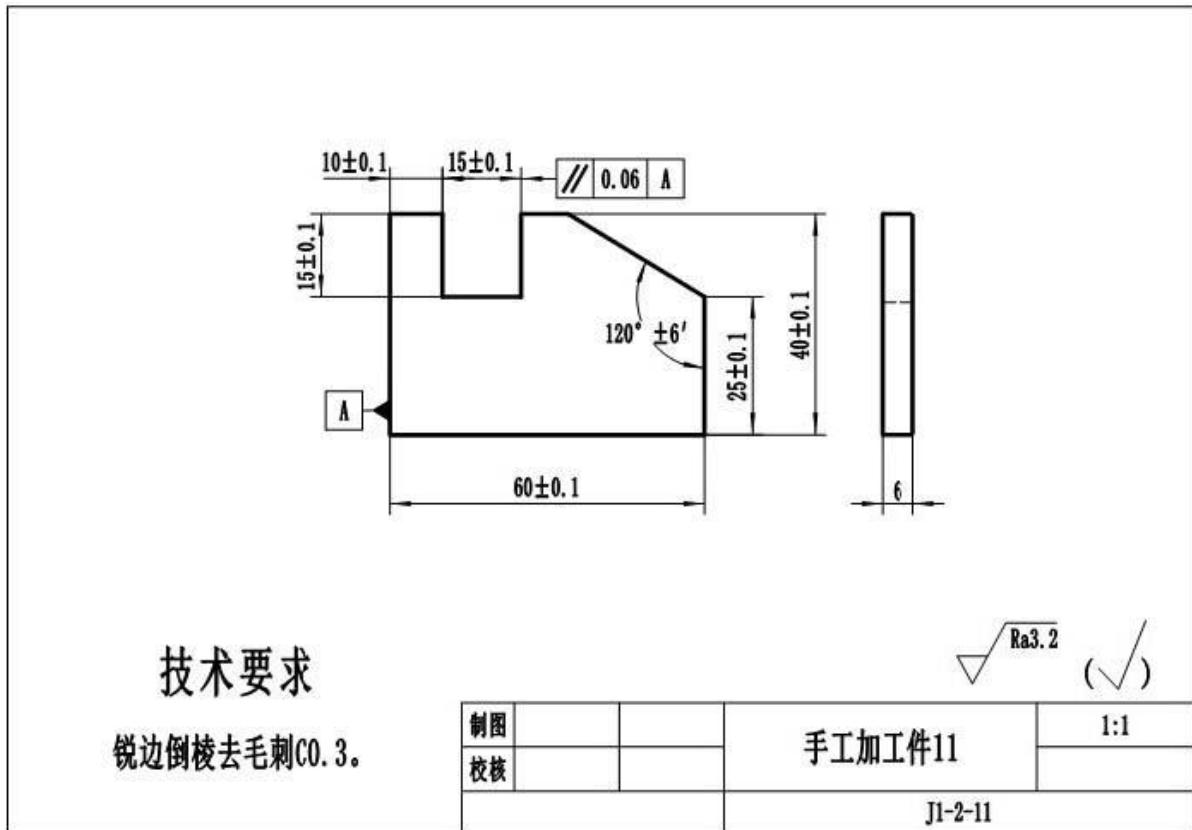 10±0.1
15±0.1
// 0.06 A
15±0.1
120° ±6′
25±0.1
40±0.1
A
60±0.1
6
技术要求
锐边倒棱去毛刺C0.3。
Ra3.2
(√)
制图
手工加工件11
1:1
校核
J1-2-11